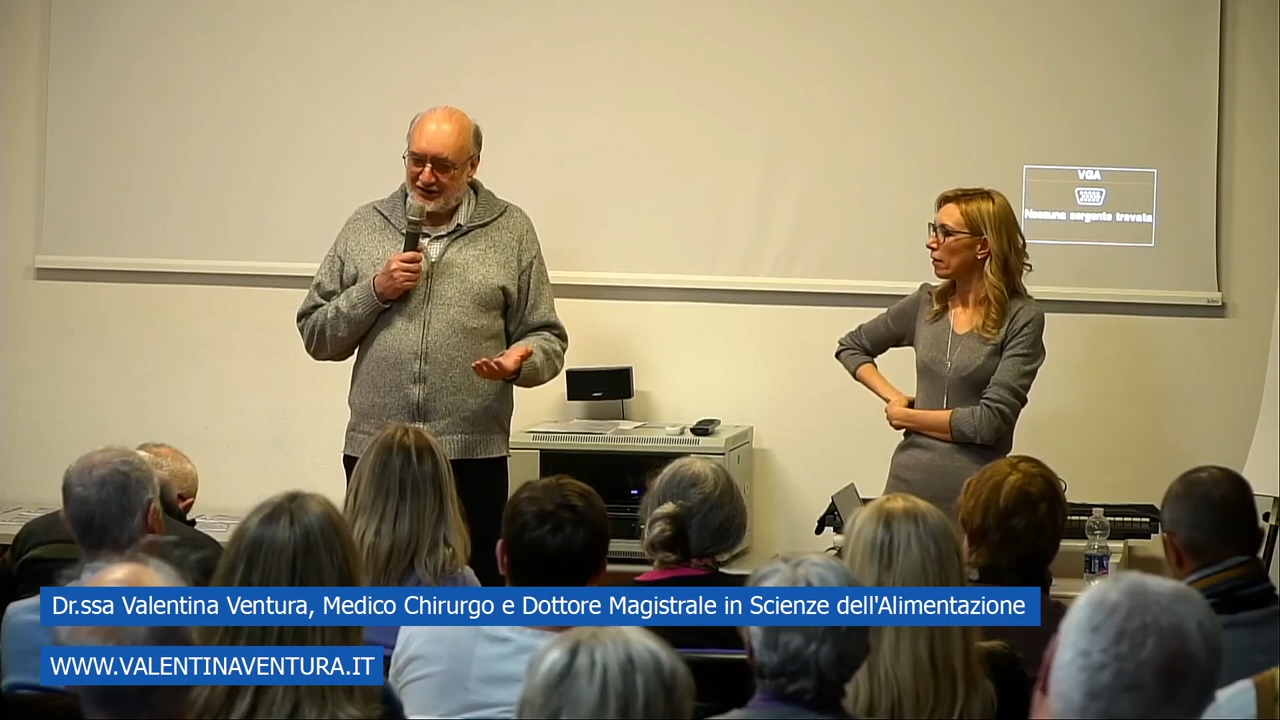 VGA
Nessuna sorgente trovata
Dr.ssa Valentina Ventura, Medico Chirurgo e Dottore Magistrale in Scienze dell'Alimentazione
WWW.VALENTINAVENTURA.IT